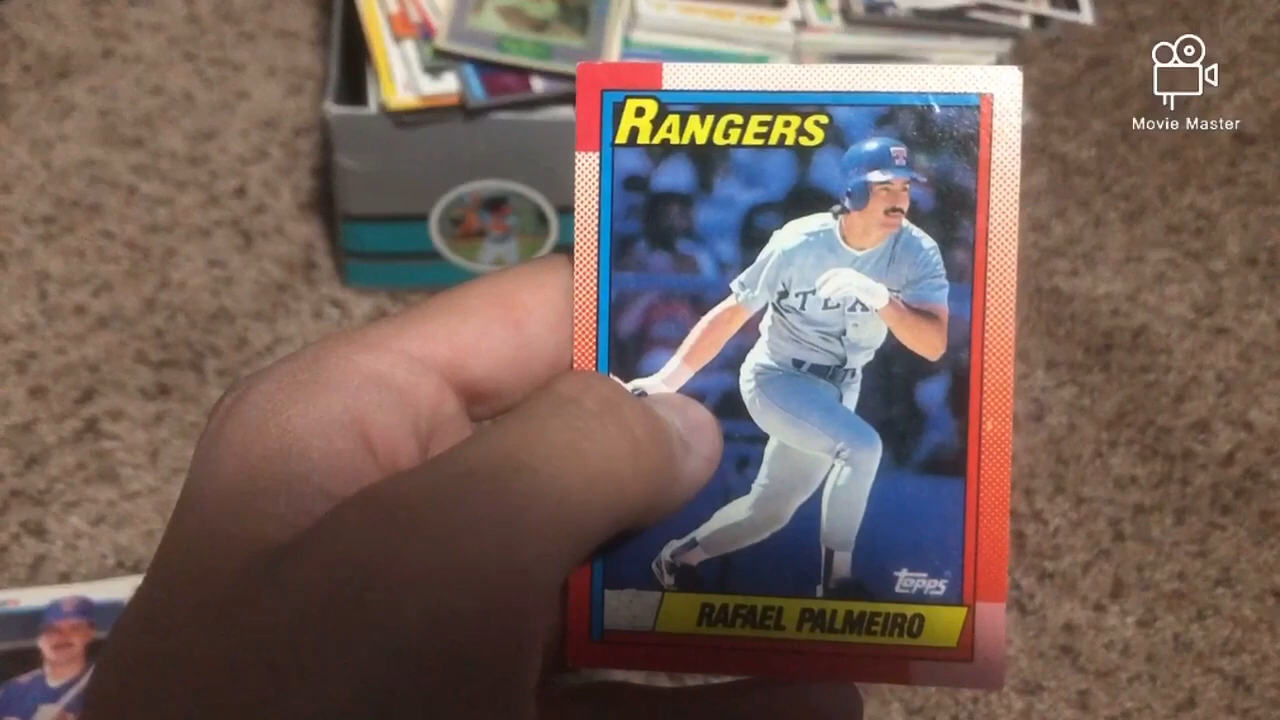 Movie Master
RANGERS
TEX
Topps
RAFAEL PALMEIRO